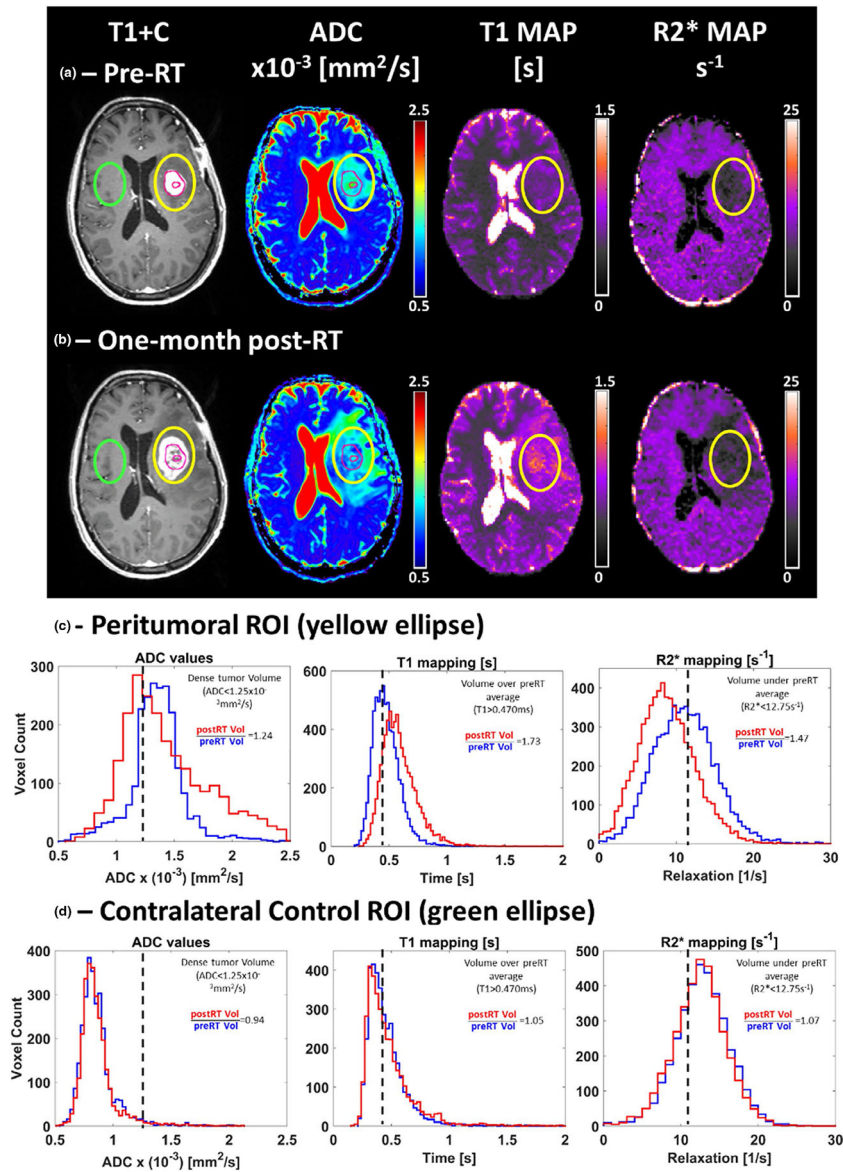 T1+C ADC T1 MAP R2* MAP
x10-3 [mm2/s] [s] s-1
(a) – Pre-RT
2.5 1.5 25
0.5 0 0
(b) – One-month post-RT
2.5 1.5 25
0.5 0 0
(c) - Peritumoral ROI (yellow ellipse)
ADC values
300
200
100
0
Voxel Count
Dense tumor Volume
(ADC<1.25x10-
3mm2/s)
postRT Vol
preRT Vol
=1.24
0.5 1 1.5 2 2.5
ADC x (10-3) [mm2/s]
T1 mapping [s]
600
400
200
0
Volume over preRT
average
(T1>0.470ms)
postRT Vol
preRT Vol
=1.73
0 0.5 1 1.5 2
Time [s]
R2* mapping [s-1]
400
300
200
100
0
Volume under preRT
average
(R2*<12.75s-1)
postRT Vol
preRT Vol
=1.47
0 10 20 30
Relaxation [1/s]
(d) – Contralateral Control ROI (green ellipse)
ADC values
400
300
200
100
0
Voxel Count
Dense tumor Volume
(ADC<1.25x10-
3mm2/s)
postRT Vol
preRT Vol
=0.94
0.5 1 1.5 2 2.5
ADC x (10-3) [mm2/s]
T1 mapping [s]
400
300
200
100
0
Volume over preRT
average
(T1>0.470ms)
postRT Vol
preRT Vol
=1.05
0 0.5 1 1.5 2
Time [s]
R2* mapping [s-1]
500
400
300
200
100
0
Volume under preRT
average
(R2*<12.75s-1)
postRT Vol
preRT Vol
=1.07
0 10 20 30
Relaxation [1/s]